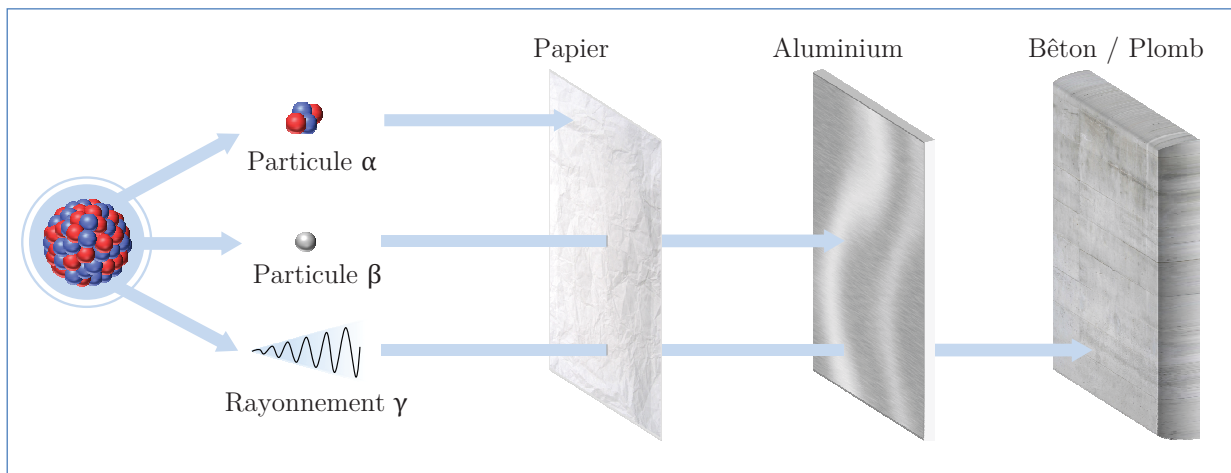 Papier
Aluminium
Bêton / Plomb
Particule α
Particule β
Rayonnement γ